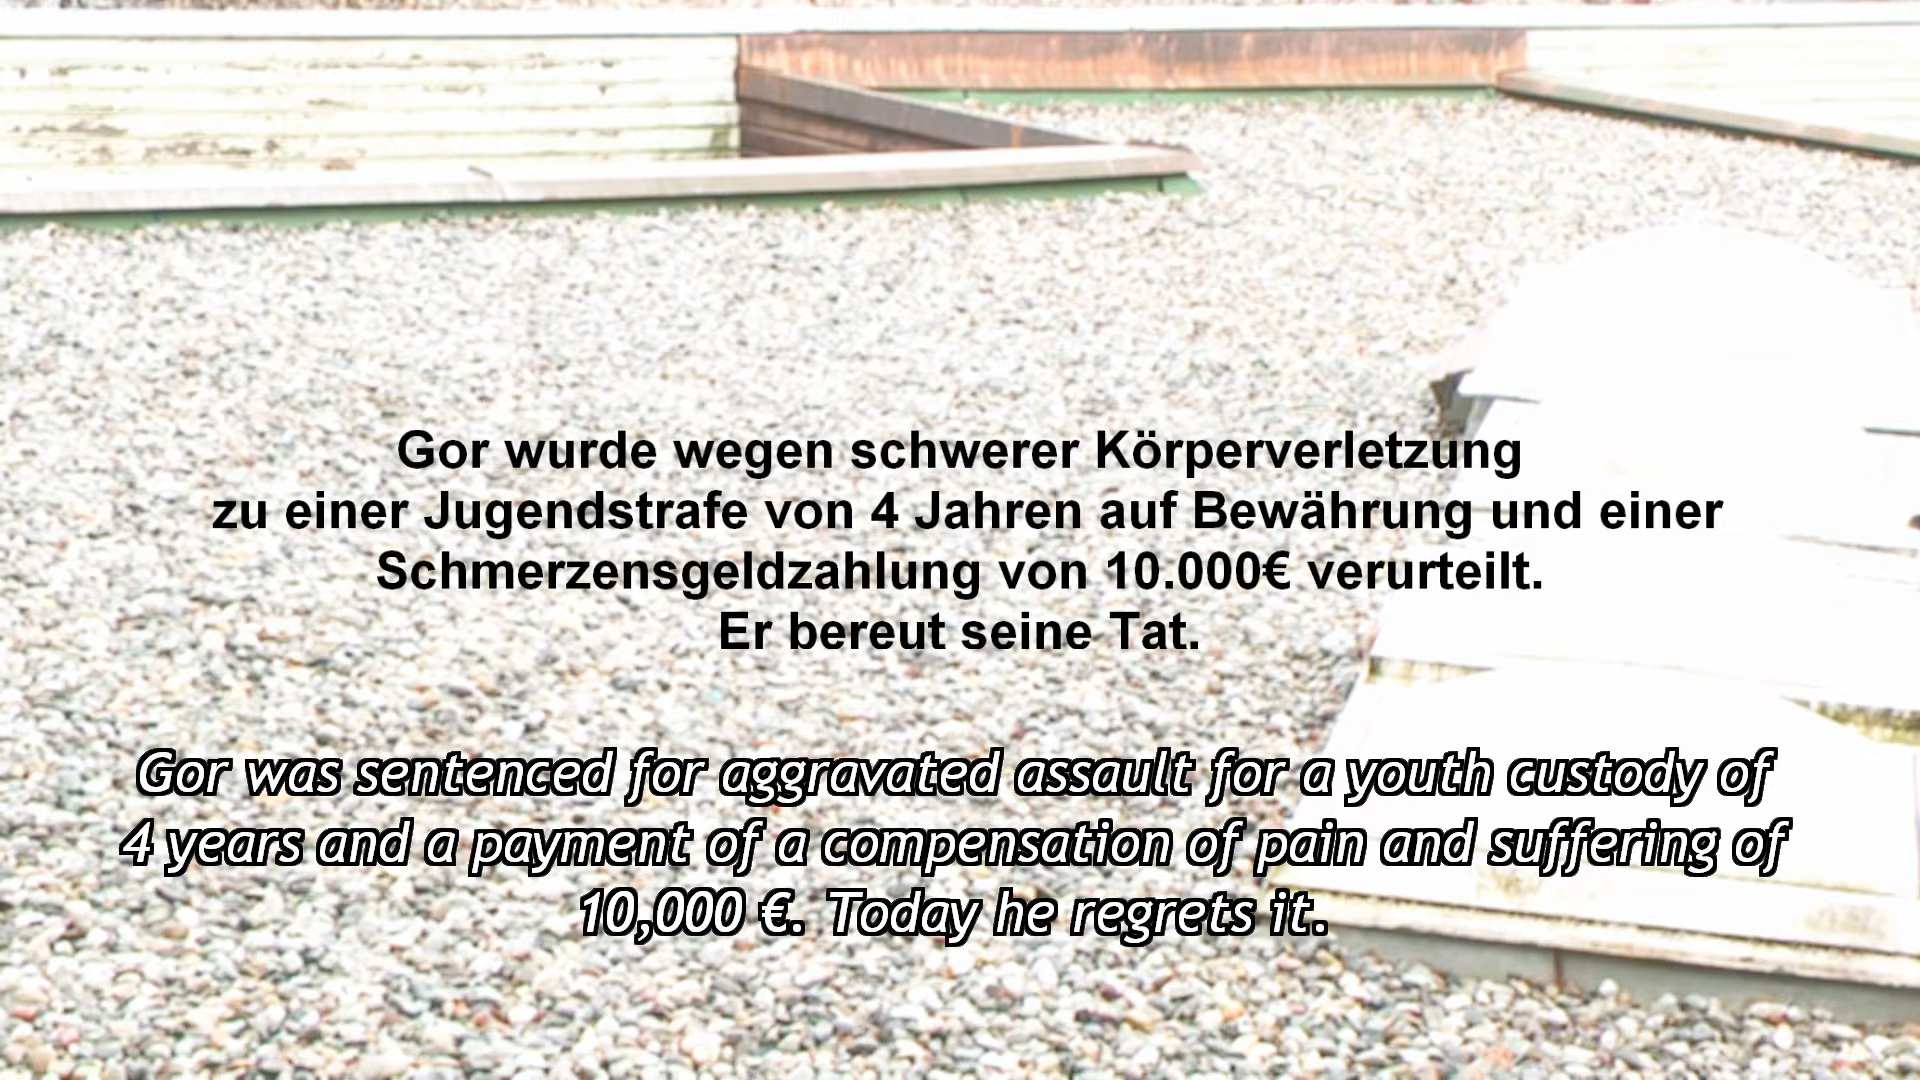 Gor wurde wegen schwerer Körperverletzung
zu einer Jugendstrafe von 4 Jahren auf Bewährung und einer
Schmerzensgeldzahlung von 10.000€ verurteilt.
Er bereut seine Tat.
Gor was sentenced for aggravated assault for a youth custody of
4 years and a payment of a compensation of pain and suffering of
10,000 €. Today he regrets it.